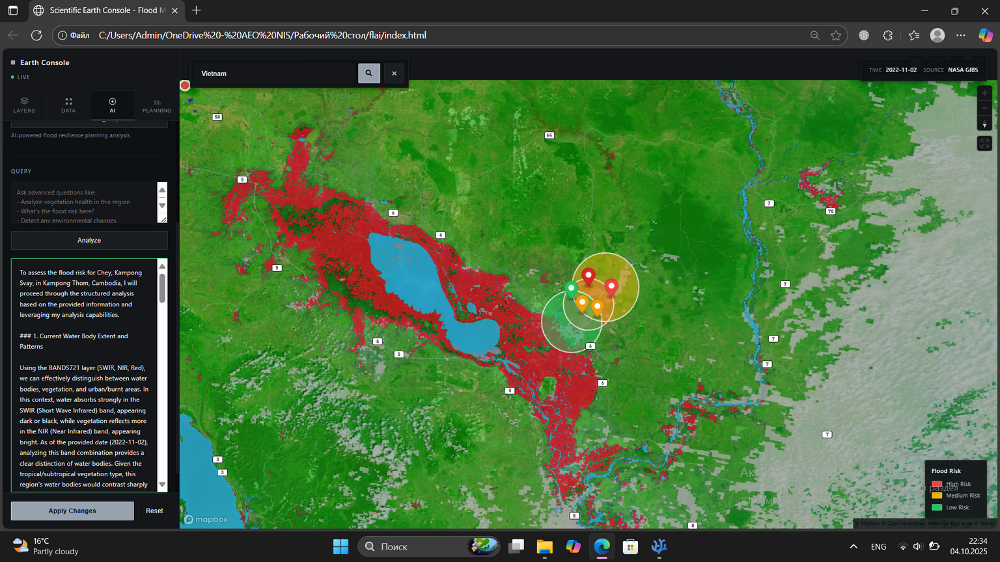 Scientific Earth Console - Flood M
Файл
C:/Users/Admin/OneDrive%20-%20AEO%20NIS/Рабочий%20стол/flai/index.html
Earth Console
LIVE
LAYERS
DATA
AI
PLANNING
AI-powered flood resilience planning analysis
QUERY
Ask advanced questions like:
- Analyze vegetation health in this region
- What's the flood risk here?
- Detect any environmental changes
Analyze
To assess the flood risk for Chey, Kampong
Svay, in Kampong Thom, Cambodia, I will
proceed through the structured analysis
based on the provided information and
leveraging my analysis capabilities.
### 1. Current Water Body Extent and
Patterns
Using the BANDS721 layer (SWIR, NIR, Red),
we can effectively distinguish between water
bodies, vegetation, and urban/burnt areas. In
this context, water absorbs strongly in the
SWIR (Short Wave Infrared) band, appearing
dark or black, while vegetation reflects more
in the NIR (Near Infrared) band, appearing
bright. As of the provided date (2022-11-02),
analyzing this band combination provides a
clear distinction of water bodies. Given the
tropical/subtropical vegetation type, this
region's water bodies would contrast sharply
Apply Changes
Reset
Vietnam
TIME 2022-11-02 SOURCE NASA GIBS
58
64
5
6
7
78
6
5
7
7
5
5
6
7
5
6
7
3
3
5
8
Flood Risk
High Risk
Medium Risk
Low Risk
раздел
mapbox
© Mapbox © OpenStreetMap Improve this map
16°C
Partly cloudy
Поиск
ENG
22:34
04.10.2025